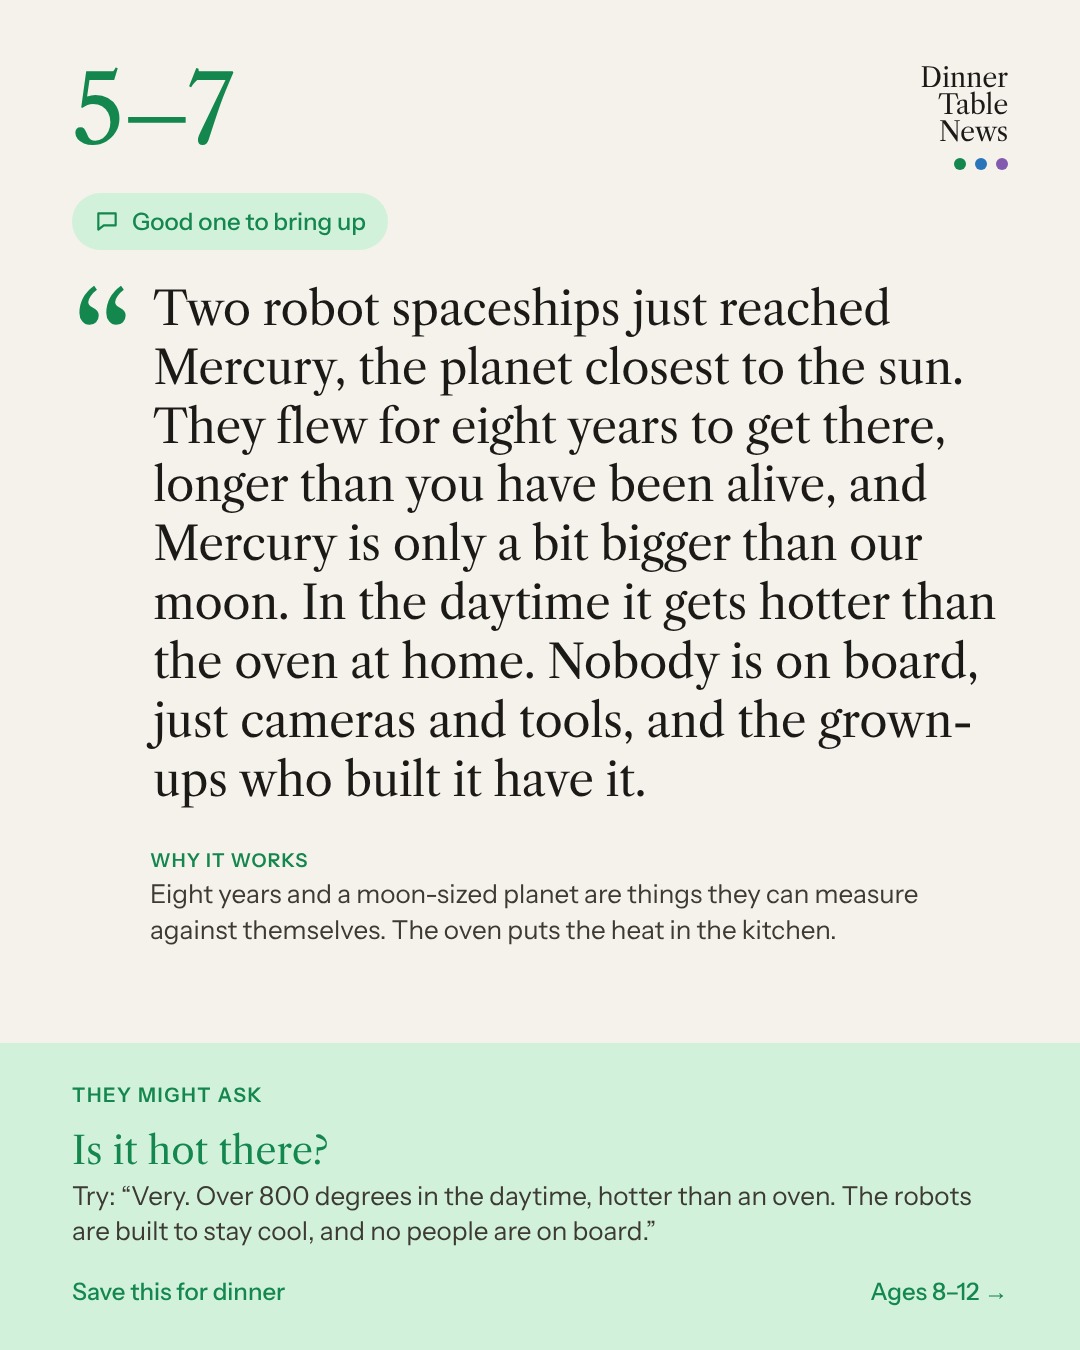 5–7
Dinner
Table
News
Good one to bring up
“Two robot spaceships just reached
Mercury, the planet closest to the sun.
They flew for eight years to get there,
longer than you have been alive, and
Mercury is only a bit bigger than our
moon. In the daytime it gets hotter than
the oven at home. Nobody is on board,
just cameras and tools, and the grown-
ups who built it have it.
WHY IT WORKS
Eight years and a moon-sized planet are things they can measure
against themselves. The oven puts the heat in the kitchen.
THEY MIGHT ASK
Is it hot there?
Try: “Very. Over 800 degrees in the daytime, hotter than an oven. The robots
are built to stay cool, and no people are on board.”
Save this for dinner
Ages 8–12 →